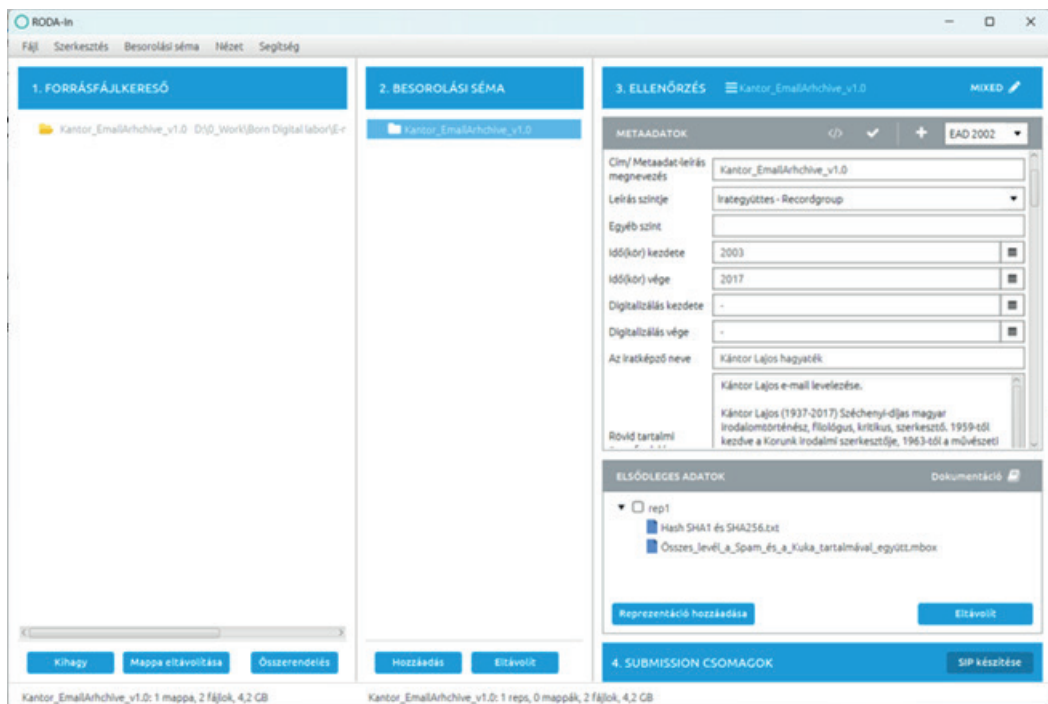 RODA-In
Fájl Szerkesztés Besorolási séma Nézet Segítség
1. FORRÁSFÁJLKERESŐ
Kantor_EmailArhchive_v1.0 D:\0_Work\Born Digital labor\E-r
Kihagy Mappa eltávolítása Összerendelés
2. BESOROLÁSI SÉMA
Kantor_EmailArhchive_v1.0
Hozzáadás Eltávolít
3. ELLENŐRZÉS Kantor_EmailArhchive_v1.0 MIXED
METAADATOK </> + EAD 2002
Cím/ Metaadat-leírás
megnevezés
Kantor_EmailArhchive_v1.0
Leírás szintje Irategyüttes - Recordgroup
Egyéb szint
Idő(kör) kezdete 2003
Idő(kör) vége 2017
Digitalizálás kezdete -
Digitalizálás vége -
Az iratképző neve Kántor Lajos hagyaték
Rövid tartalmi
Kántor Lajos e-mail levelezése.
Kántor Lajos (1937-2017) Széchenyi-díjas magyar
irodalomtörténész, filológus, kritikus, szerkesztő. 1959-től
kezdve a Korunk irodalmi szerkesztője, 1963-tól a művészeti
ELSŐDLEGES ADATOK Dokumentáció
rep1
Hash SHA1 és SHA256.txt
Összes_levél_a_Spam_és_a_Kuka_tartalmával_együtt.mbox
Reprezentáció hozzáadása Eltávolít
4. SUBMISSION CSOMAGOK SIP készítése
Kantor_EmailArhchive_v1.0: 1 mappa, 2 fájlok, 4,2 GB
Kantor_EmailArhchive_v1.0: 1 reps, 0 mappák, 2 fájlok, 4,2 GB